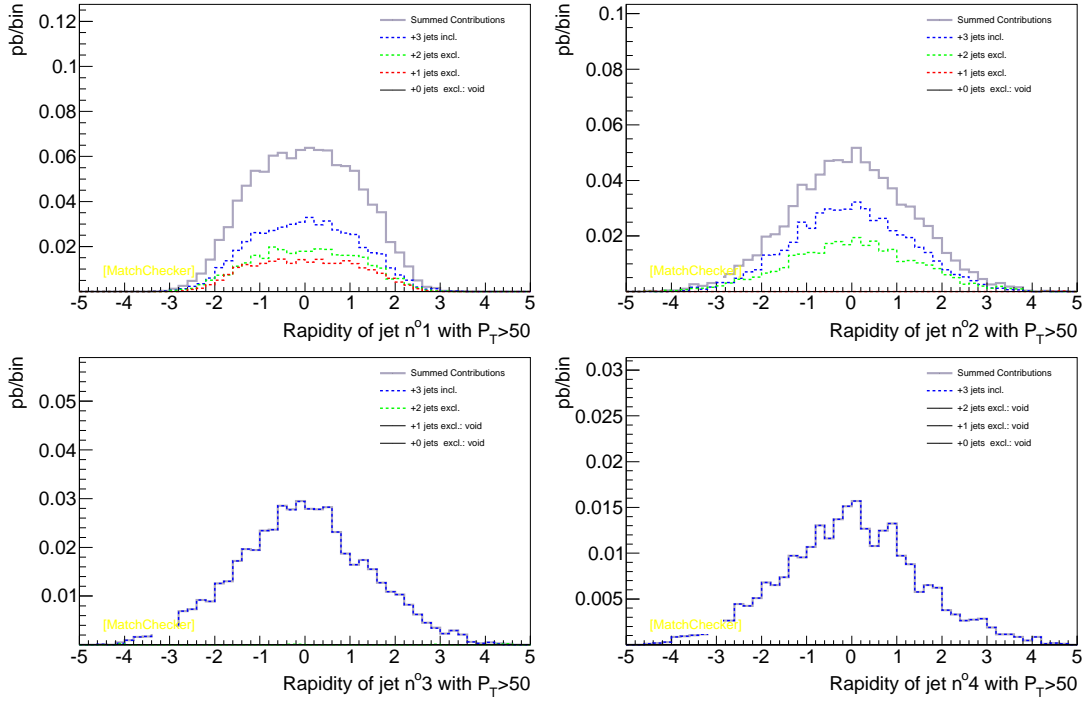 pb/bin
0.12
0.1
0.08
0.06
0.04
0.02
Summed Contributions
+3 jets incl.
+2 jets excl.
+1 jets excl.
+0 jets excl.: void
[MatchChecker]
-5 -4 -3 -2 -1 0 1 2 3 4 5
Rapidity of jet nº1 with P_T>50
pb/bin
0.1
0.08
0.06
0.04
0.02
Summed Contributions
+3 jets incl.
+2 jets excl.
+1 jets excl.
+0 jets excl.: void
[MatchChecker]
-5 -4 -3 -2 -1 0 1 2 3 4 5
Rapidity of jet nº2 with P_T>50
pb/bin
0.05
0.04
0.03
0.02
0.01
Summed Contributions
+3 jets incl.
+2 jets excl.
+1 jets excl.: void
+0 jets excl.: void
[MatchChecker]
-5 -4 -3 -2 -1 0 1 2 3 4 5
Rapidity of jet nº3 with P_T>50
pb/bin
0.03
0.025
0.02
0.015
0.01
0.005
Summed Contributions
+3 jets incl.
+2 jets excl.: void
+1 jets excl.: void
+0 jets excl.: void
[MatchChecker]
-5 -4 -3 -2 -1 0 1 2 3 4 5
Rapidity of jet nº4 with P_T>50